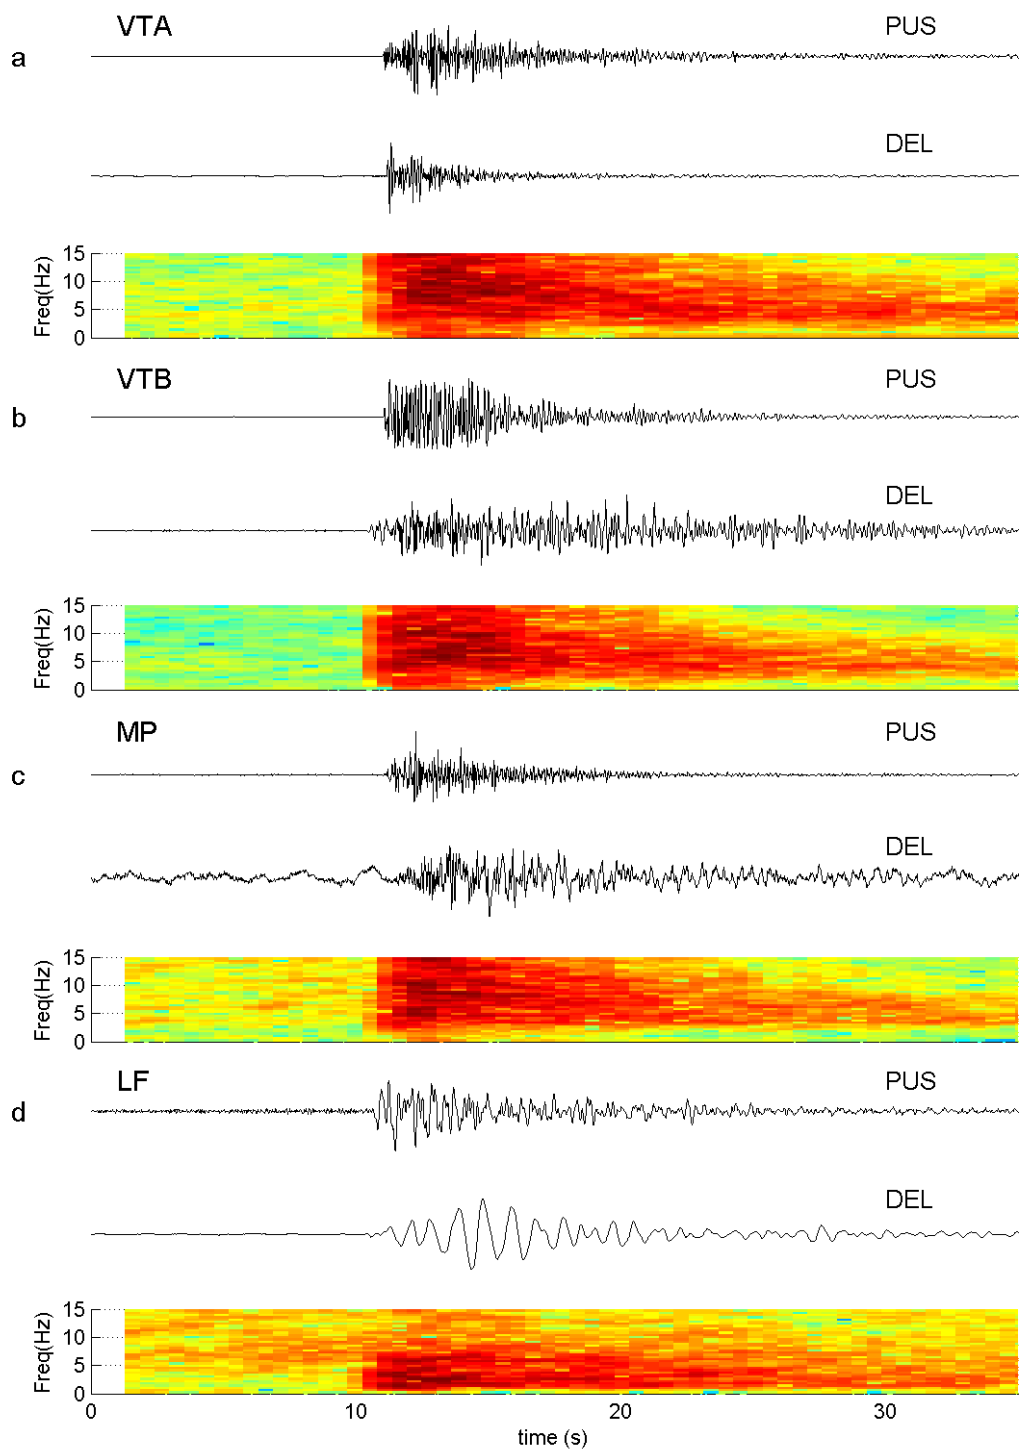 VTA
PUS
a
DEL
15
10
5
0
Freq(Hz)
VTB
PUS
b
DEL
15
10
5
0
Freq(Hz)
MP
PUS
c
DEL
15
10
5
0
Freq(Hz)
LF
PUS
d
DEL
15
10
5
0
Freq(Hz)
0 10 20 30
time (s)